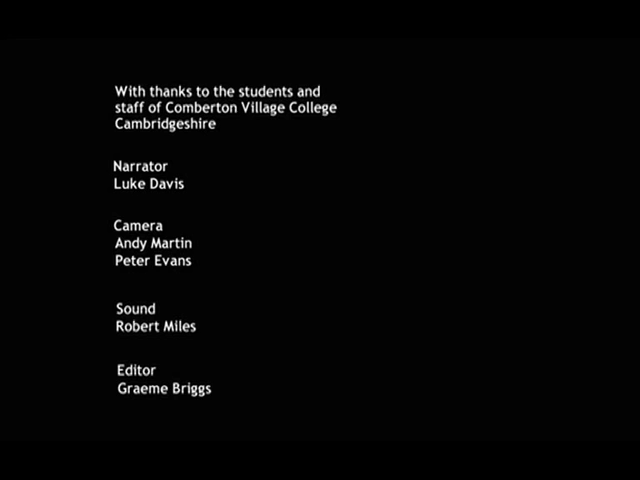 With thanks to the students and
staff of Comberton Village College
Cambridgeshire
Narrator
Luke Davis
Camera
Andy Martin
Peter Evans
Sound
Robert Miles
Editor
Graeme Briggs